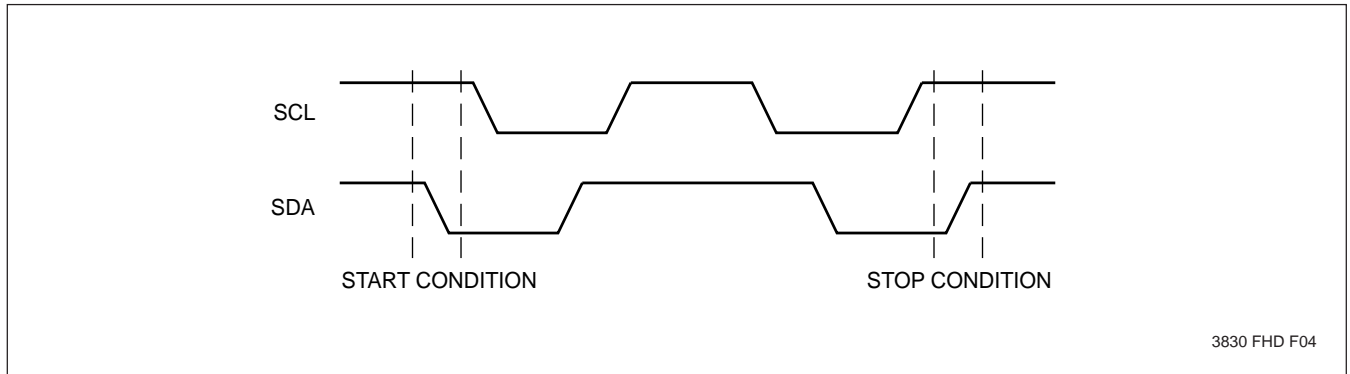 SCL
SDA
START CONDITION
STOP CONDITION
3830 FHD F04